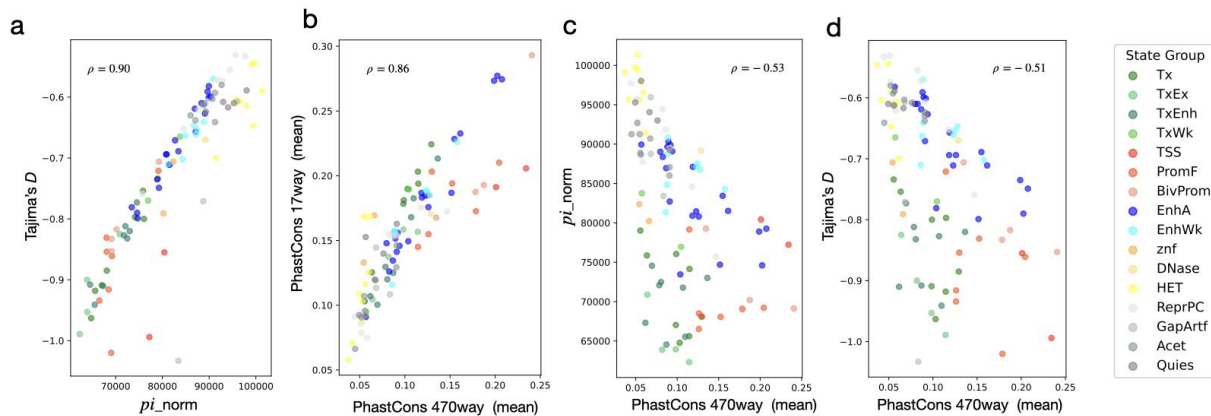 a
ρ = 0.90
Tajima's D
−0.6
−0.7
−0.8
−0.9
−1.0
70000 80000 90000 100000
pi_norm
b
ρ = 0.86
PhastCons 17way (mean)
0.30
0.25
0.20
0.15
0.10
0.05
0.05 0.10 0.15 0.20 0.25
PhastCons 470way (mean)
c
ρ = − 0.53
pi_norm
100000
95000
90000
85000
80000
75000
70000
65000
0.05 0.10 0.15 0.20 0.25
PhastCons 470way (mean)
d
ρ = − 0.51
Tajima's D
−0.6
−0.7
−0.8
−0.9
−1.0
0.05 0.10 0.15 0.20 0.25
PhastCons 470way (mean)
State Group
Tx
TxEx
TxEnh
TxWk
TSS
PromF
BivProm
EnhA
EnhWk
znf
DNase
HET
ReprPC
GapArtf
Acet
Quies